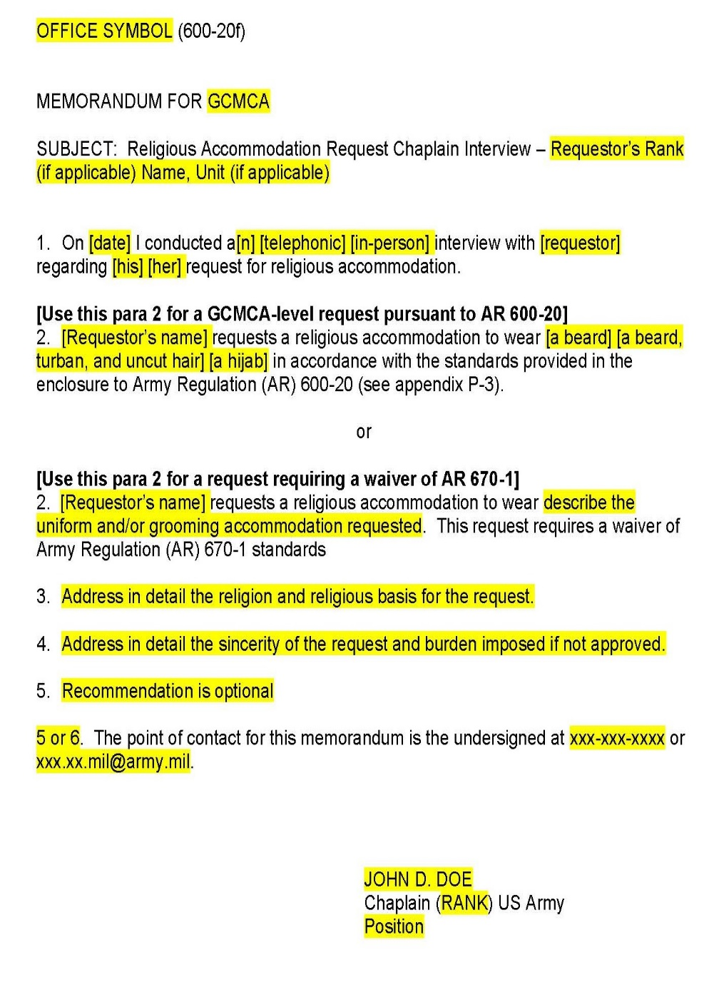 OFFICE SYMBOL (600-20f)
MEMORANDUM FOR GCMCA
SUBJECT:  Religious Accommodation Request Chaplain Interview – Requestor’s Rank
(if applicable) Name, Unit (if applicable)
1.  On [date] I conducted a[n] [telephonic] [in-person] interview with [requestor]
regarding [his] [her] request for religious accommodation.
[Use this para 2 for a GCMCA-level request pursuant to AR 600-20]
2.  [Requestor’s name] requests a religious accommodation to wear [a beard] [a beard,
turban, and uncut hair] [a hijab] in accordance with the standards provided in the
enclosure to Army Regulation (AR) 600-20 (see appendix P-3).
or
[Use this para 2 for a request requiring a waiver of AR 670-1]
2.  [Requestor’s name] requests a religious accommodation to wear describe the
uniform and/or grooming accommodation requested.  This request requires a waiver of
Army Regulation (AR) 670-1 standards
3.  Address in detail the religion and religious basis for the request.
4.  Address in detail the sincerity of the request and burden imposed if not approved.
5.  Recommendation is optional
5 or 6.  The point of contact for this memorandum is the undersigned at xxx-xxx-xxxx or
xxx.xx.mil@army.mil.
JOHN D. DOE
Chaplain (RANK) US Army
Position